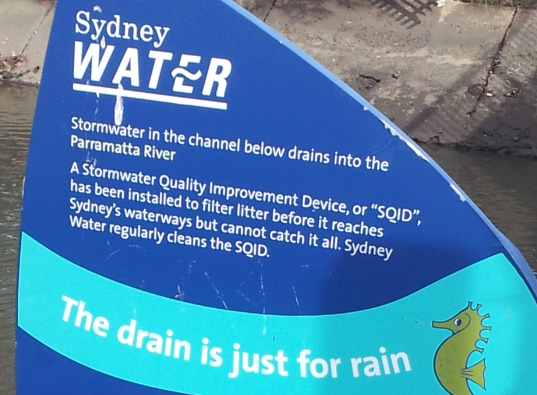 Sydney
WATER
Stormwater in the channel below drains into the
Parramatta River
A Stormwater Quality Improvement Device, or “SQID”,
has been installed to filter litter before it reaches
Sydney's waterways but cannot catch it all. Sydney
Water regularly cleans the SQID.
The drain is just for rain